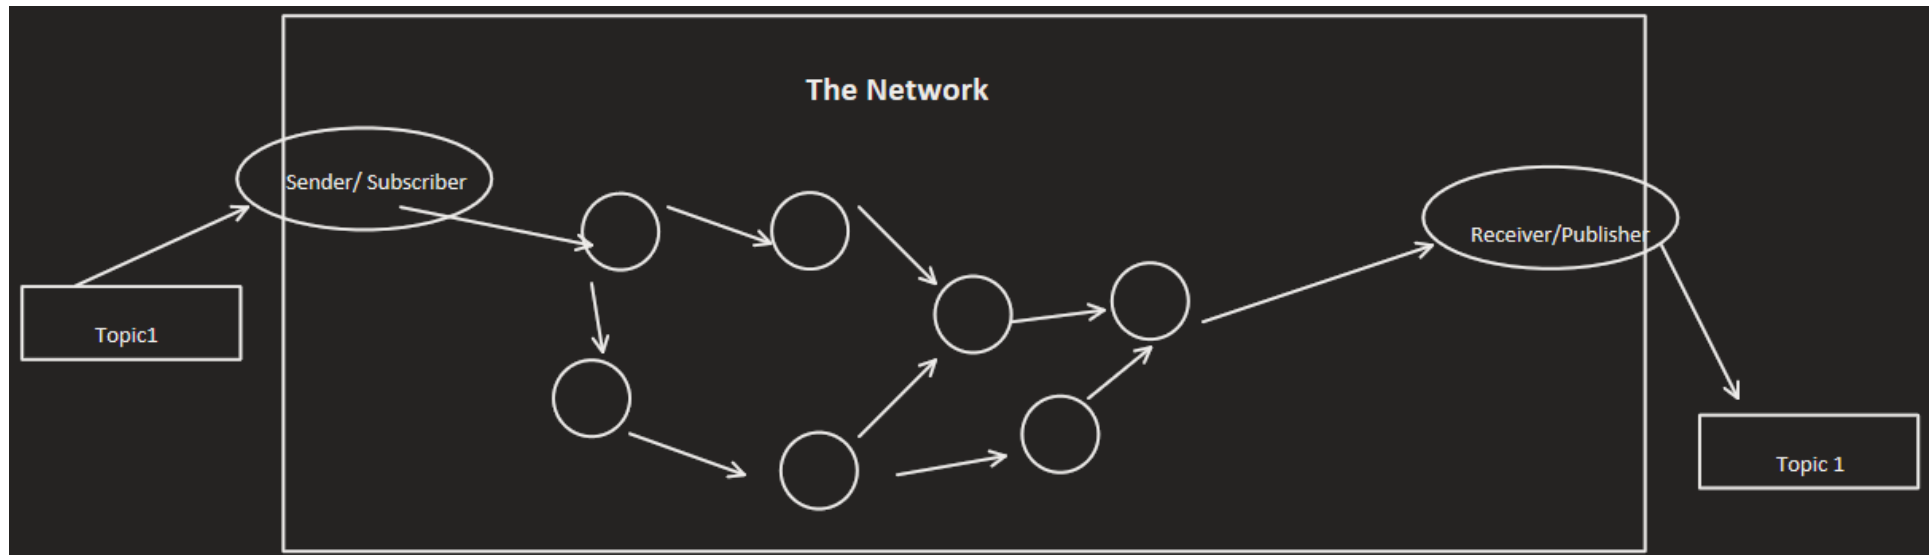 The Network
Sender/ Subscriber
Receiver/Publisher
Topic1
Topic 1